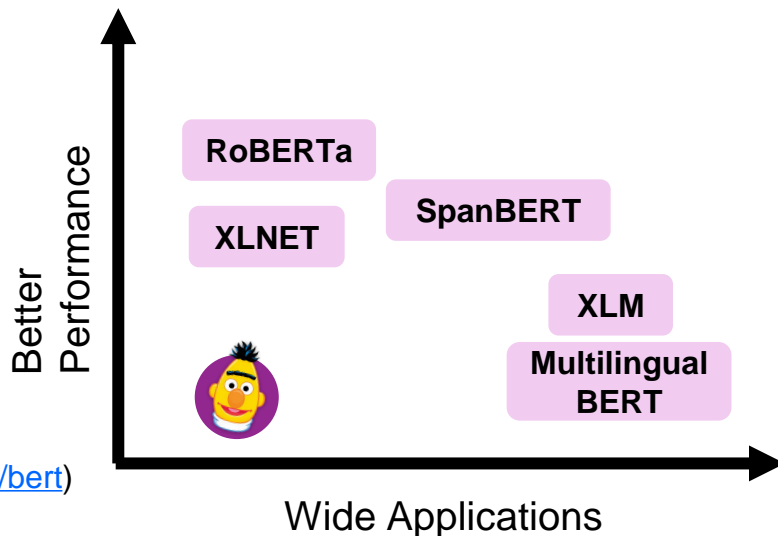 RoBERTa
SpanBERT
XLNET
XLM
Multilingual
BERT
Better
Performance
/bert)
Wide Applications